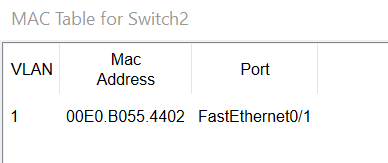 MAC Table for Switch2
VLAN Mac Address Port
1 00E0.B055.4402 FastEthernet0/1